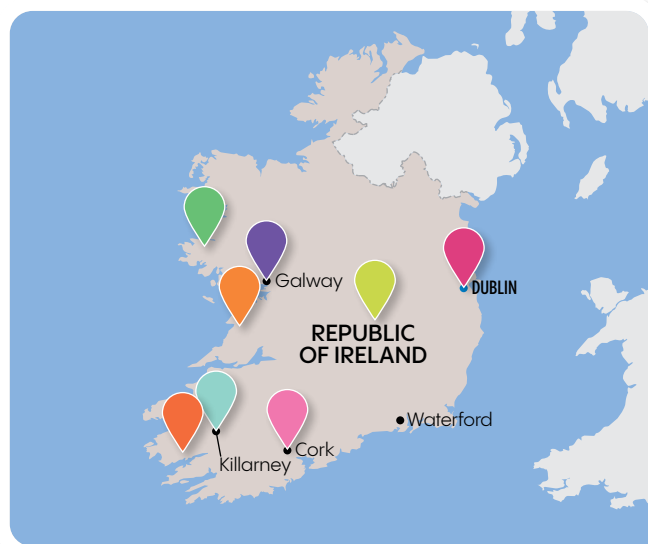 Galway
DUBLIN
REPUBLIC
OF IRELAND
Waterford
Cork
Killarney